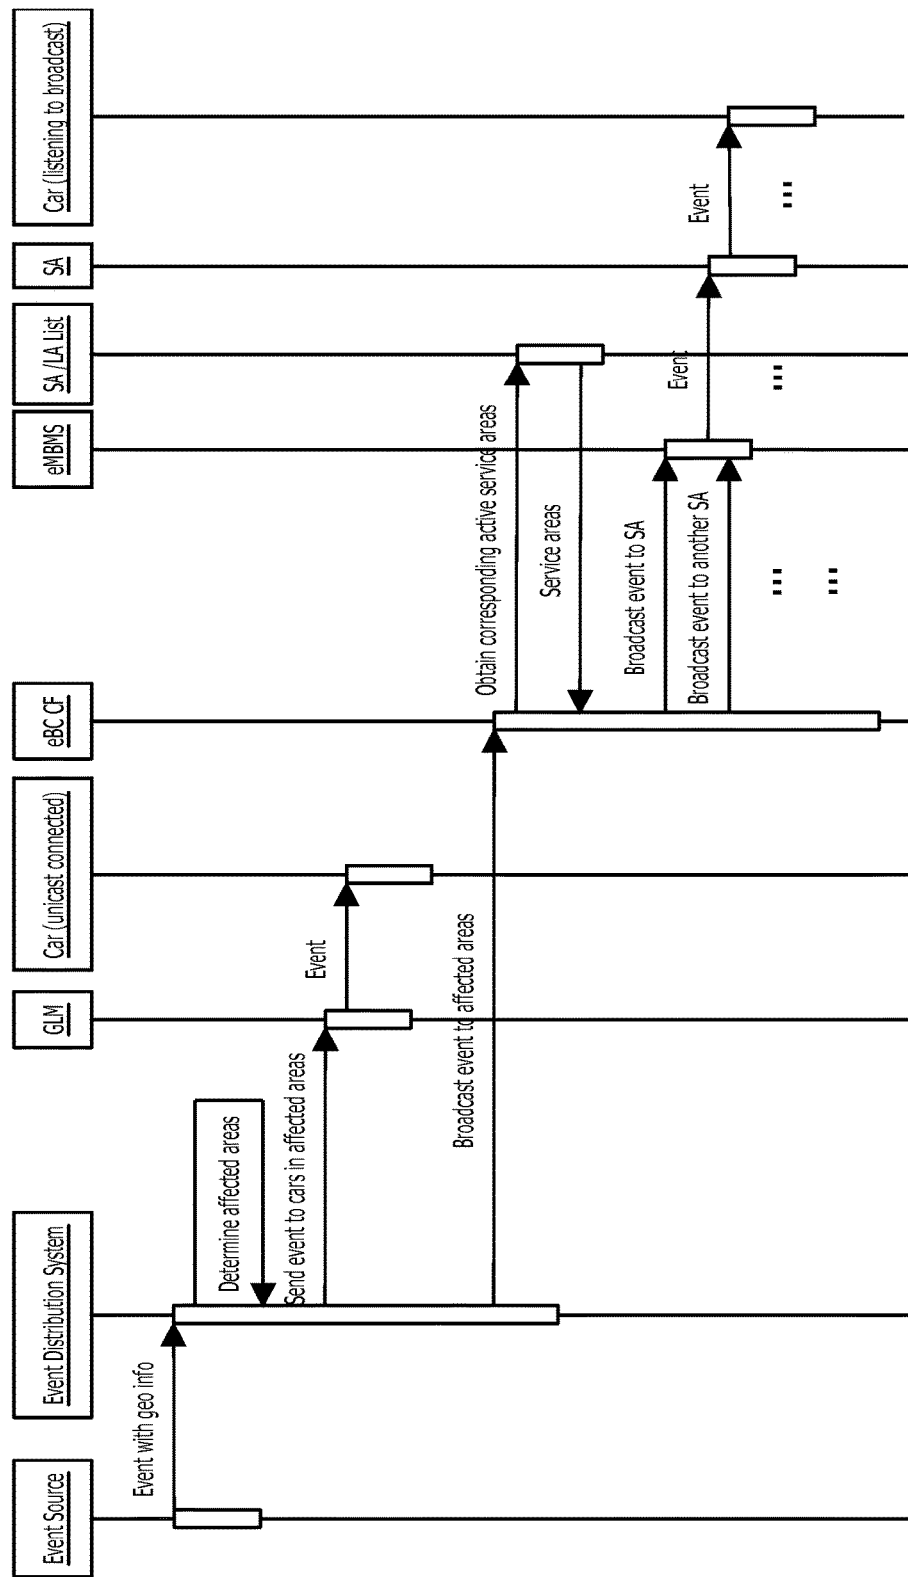 Event Source
Event Distribution System
GLM
Car (unicast connected)
eBC CF
eMBMS
SA /LA List
SA
Car (listening to broadcast)
Event with geo info
Determine affected areas
Send event to cars in affected areas
Event
Broadcast event to affected areas
Obtain corresponding active service areas
Service areas
Broadcast event to SA
Event
Event
Broadcast event to another SA
...
...
...
...